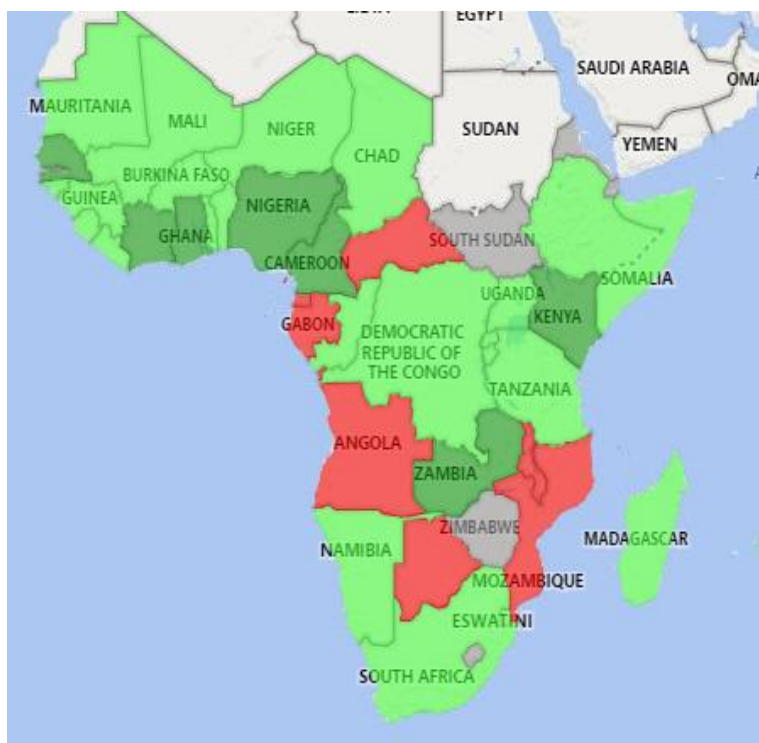 EGYPT
SAUDI ARABIA
MAURITANIA
MALI
NIGER
CHAD
SUDAN
YEMEN
BURKINA FASO
GUINEA
NIGERIA
GHANA
CAMEROON
SOUTH SUDAN
SOMALIA
UGANDA
KENYA
GABON
DEMOCRATIC
REPUBLIC OF
THE CONGO
TANZANIA
ANGOLA
ZAMBIA
ZIMBABWE
NAMIBIA
MADAGASCAR
MOZAMBIQUE
ESWATINI
SOUTH AFRICA